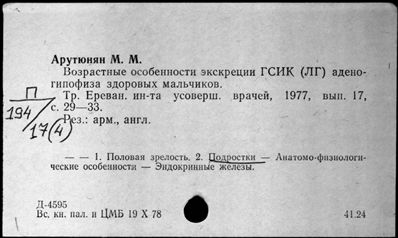 Арутюнян М. М.
Возрастные особенности экскреции ГСИК (ЛГ) адено-
гипофиза здоровых мальчиков.
Тр. Ереван. ин-та усоверш. врачей, 1977, вып. 17,
с. 29—33.
Рез.: арм., англ.
П
194
17(4)
— — 1. Половая зрелость. 2. Подростки — Анатомо-физиологи-
ческие особенности — Эндокринные железы.
Д-4595
Вс. кн. пал. и ЦМБ 19 X 78
41.24